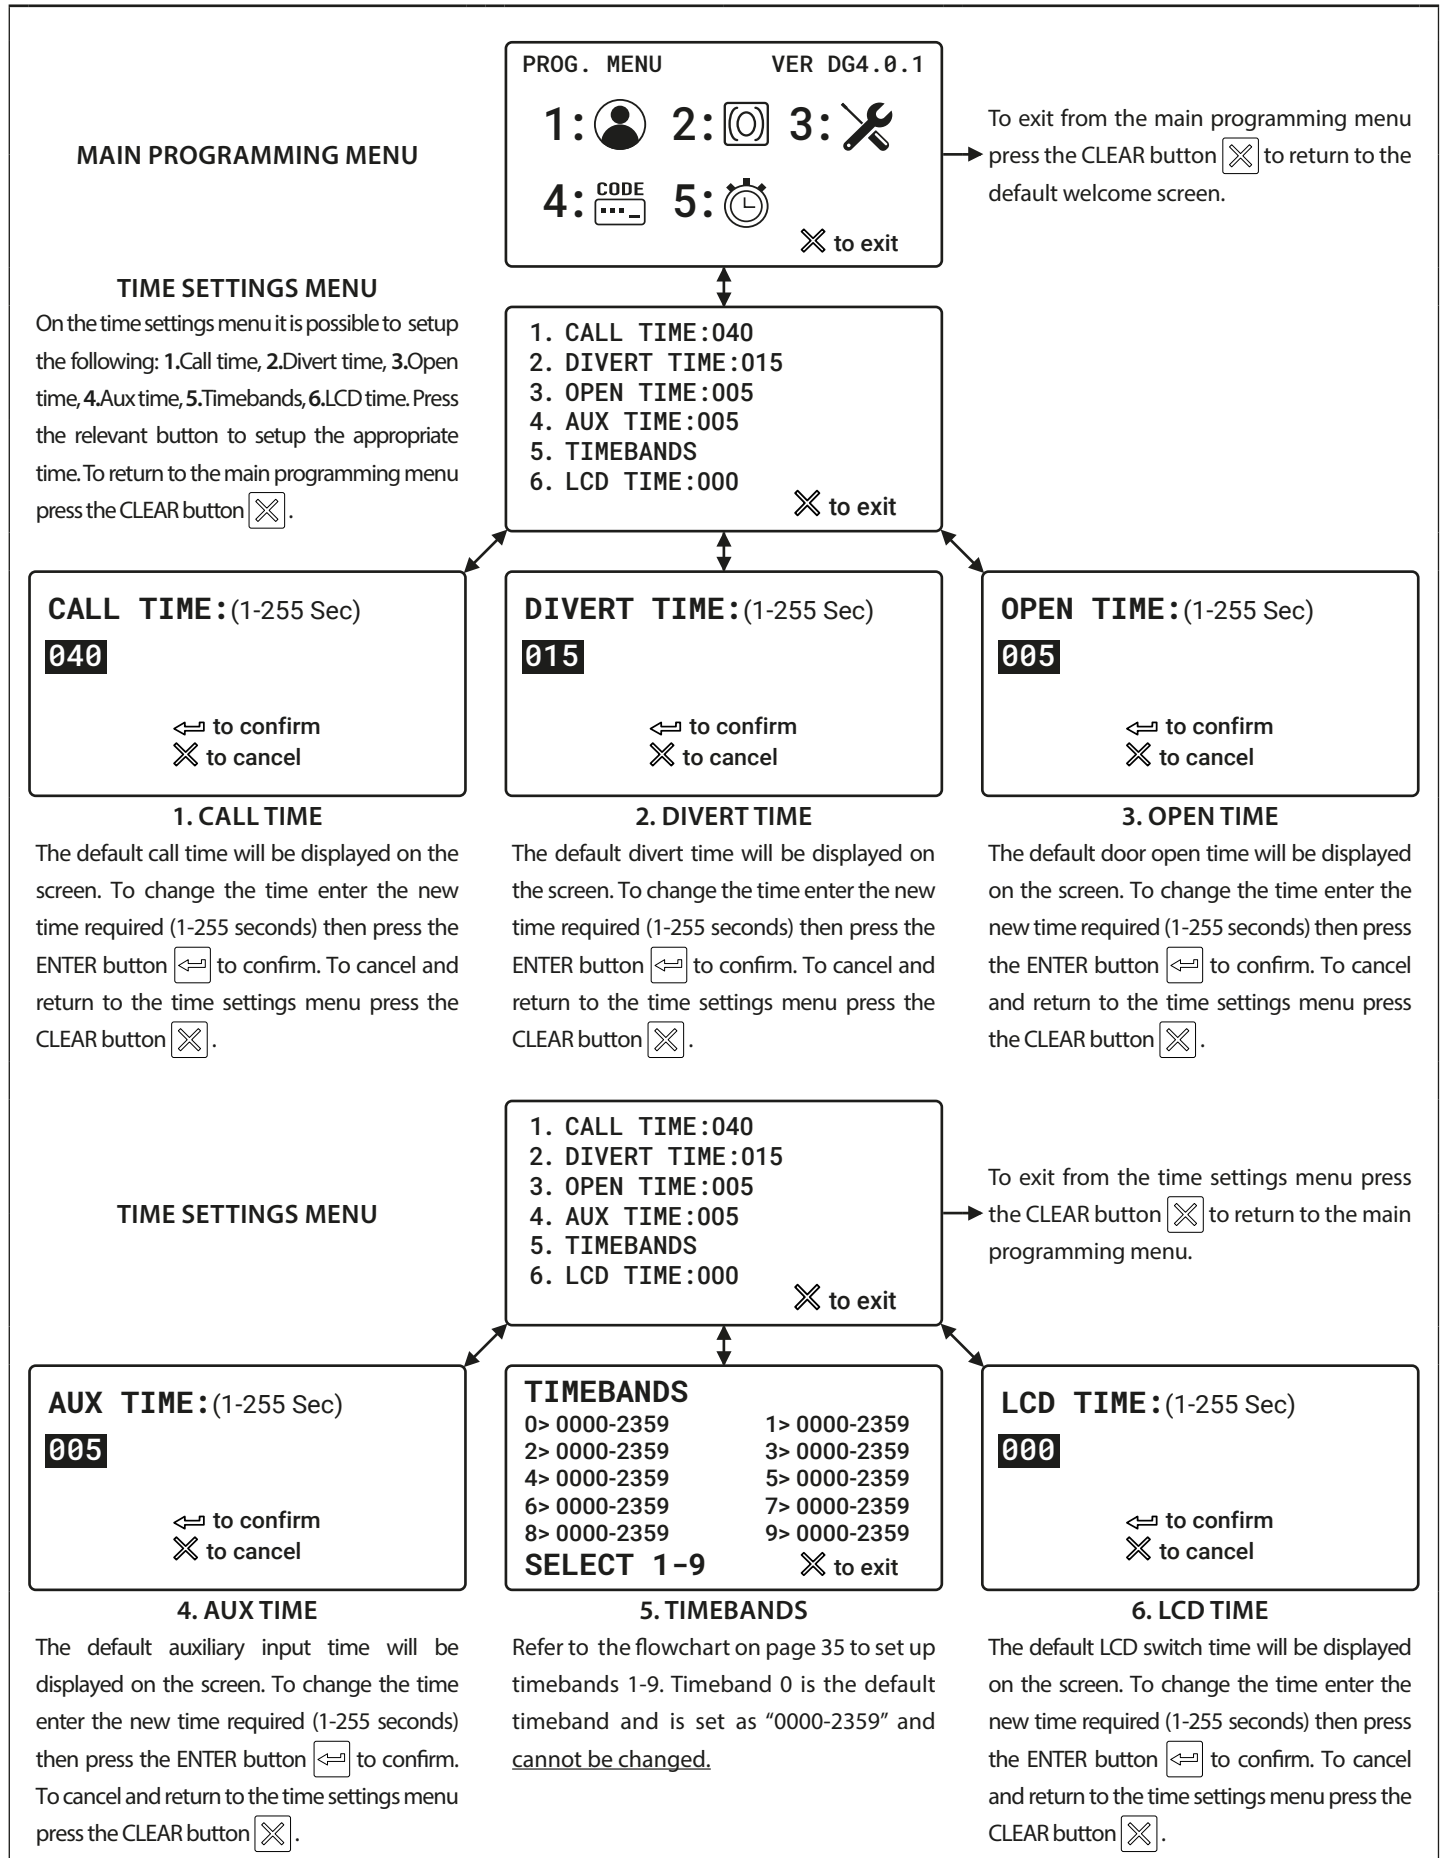 PROG. MENU VER DG4.0.1
1: 2: 3:
CODE
4: 5:
to exit
MAIN PROGRAMMING MENU
To exit from the main programming menu
press the CLEAR button to return to the
default welcome screen.
TIME SETTINGS MENU
On the time settings menu it is possible to setup
the following: 1.Call time, 2.Divert time, 3.Open
time, 4.Aux time, 5.Timebands, 6.LCD time. Press
the relevant button to setup the appropriate
time. To return to the main programming menu
press the CLEAR button .
1. CALL TIME:040
2. DIVERT TIME:015
3. OPEN TIME:005
4. AUX TIME:005
5. TIMEBANDS
6. LCD TIME:000
to exit
CALL TIME:(1-255 Sec)
040
to confirm
to cancel
1. CALL TIME
The default call time will be displayed on the
screen. To change the time enter the new
time required (1-255 seconds) then press the
ENTER button to confirm. To cancel and
return to the time settings menu press the
CLEAR button .
DIVERT TIME:(1-255 Sec)
015
to confirm
to cancel
2. DIVERT TIME
The default divert time will be displayed on
the screen. To change the time enter the new
time required (1-255 seconds) then press the
ENTER button to confirm. To cancel and
return to the time settings menu press the
CLEAR button .
OPEN TIME:(1-255 Sec)
005
to confirm
to cancel
3. OPEN TIME
The default door open time will be displayed
on the screen. To change the time enter the
new time required (1-255 seconds) then press
the ENTER button to confirm. To cancel
and return to the time settings menu press
the CLEAR button .
TIME SETTINGS MENU
1. CALL TIME:040
2. DIVERT TIME:015
3. OPEN TIME:005
4. AUX TIME:005
5. TIMEBANDS
6. LCD TIME:000
to exit
To exit from the time settings menu press
the CLEAR button to return to the main
programming menu.
AUX TIME:(1-255 Sec)
005
to confirm
to cancel
4. AUX TIME
The default auxiliary input time will be
displayed on the screen. To change the time
enter the new time required (1-255 seconds)
then press the ENTER button to confirm.
To cancel and return to the time settings menu
press the CLEAR button .
TIMEBANDS
0> 0000-2359 1> 0000-2359
2> 0000-2359 3> 0000-2359
4> 0000-2359 5> 0000-2359
6> 0000-2359 7> 0000-2359
8> 0000-2359 9> 0000-2359
SELECT 1-9 to exit
5. TIMEBANDS
Refer to the flowchart on page 35 to set up
timebands 1-9. Timeband 0 is the default
timeband and is set as “0000-2359” and
cannot be changed.
LCD TIME:(1-255 Sec)
000
to confirm
to cancel
6. LCD TIME
The default LCD switch time will be displayed
on the screen. To change the time enter the
new time required (1-255 seconds) then press
the ENTER button to confirm. To cancel
and return to the time settings menu press the
CLEAR button .